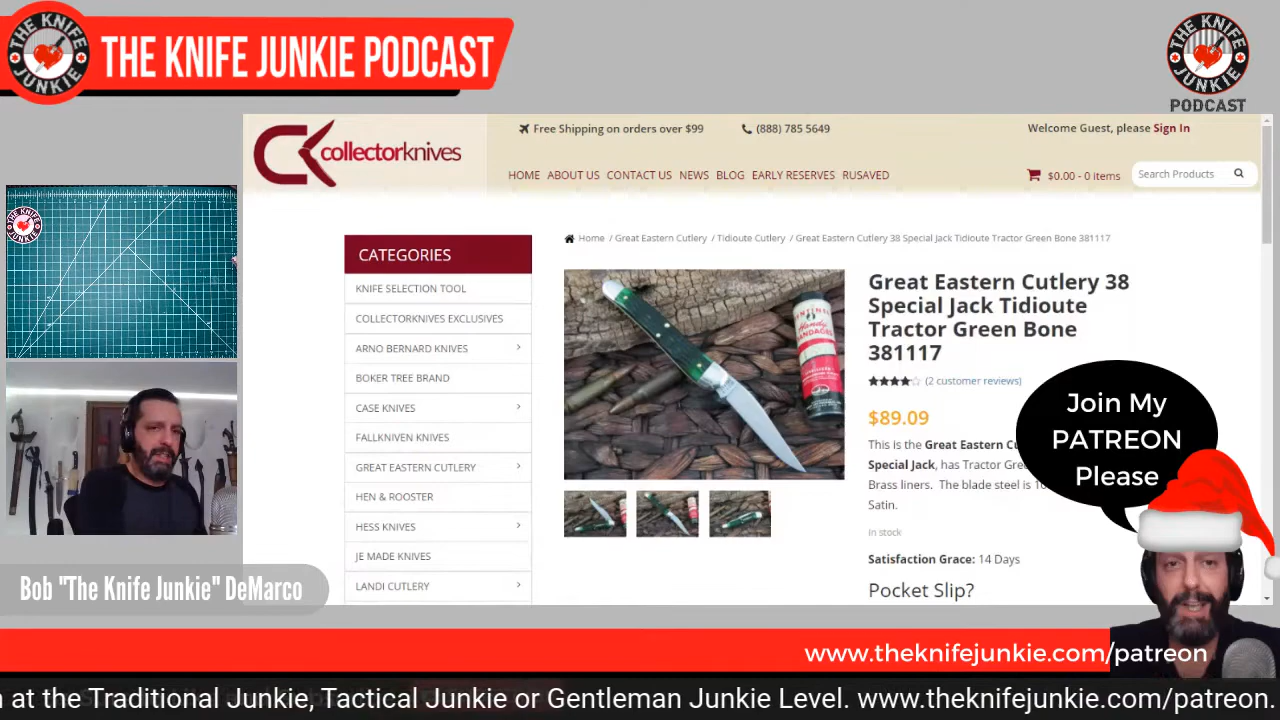 THE KNIFE JUNKIE PODCAST
THE KNIFE
JUNKIE
THE KNIFE
JUNKIE
PODCAST
CK collectorknives
Free Shipping on orders over $99
(888) 785 5649
Welcome Guest, please Sign In
HOME ABOUT US CONTACT US NEWS BLOG EARLY RESERVES RUSAVED
$0.00 - 0 items
Search Products
Home / Great Eastern Cutlery / Tidioute Cutlery / Great Eastern Cutlery 38 Special Jack Tidioute Tractor Green Bone 381117
CATEGORIES
KNIFE SELECTION TOOL
COLLECTORKNIVES EXCLUSIVES
ARNO BERNARD KNIVES
BOKER TREE BRAND
CASE KNIVES
FALLKNIVEN KNIVES
GREAT EASTERN CUTLERY
HEN & ROOSTER
HESS KNIVES
JE MADE KNIVES
LANDI CUTLERY
Great Eastern Cutlery 38
Special Jack Tidioute
Tractor Green Bone
381117
(2 customer reviews)
$89.09
This is the Great Eastern
Special Jack, has Tractor
Brass liners. The blade steel is
Satin.
In stock
Satisfaction Grace: 14 Days
Pocket Slip?
Join My
PATREON
Please
THE KNIFE
JUNKIE
Bob "The Knife Junkie" DeMarco
www.theknifejunkie.com/patreon
at the Traditional Junkie, Tactical Junkie or Gentleman Junkie Level. www.theknifejunkie.com/patreon.